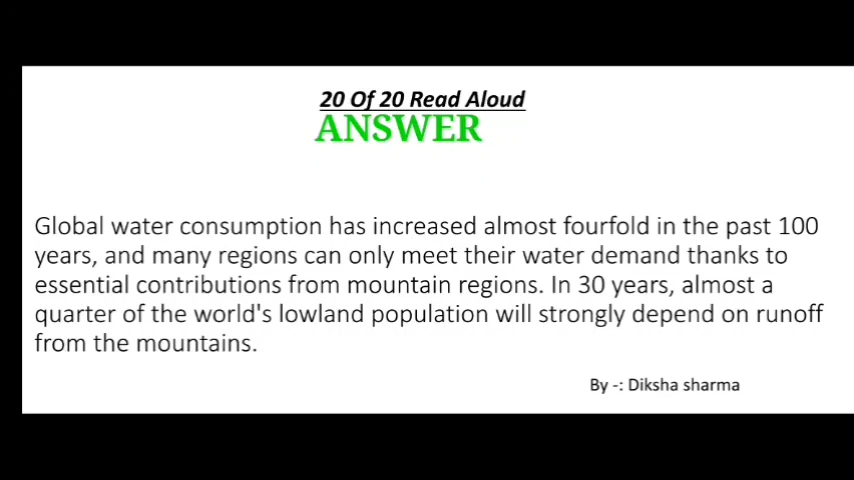 20 Of 20 Read Aloud
ANSWER
Global water consumption has increased almost fourfold in the past 100
years, and many regions can only meet their water demand thanks to
essential contributions from mountain regions. In 30 years, almost a
quarter of the world's lowland population will strongly depend on runoff
from the mountains.
By -: Diksha sharma